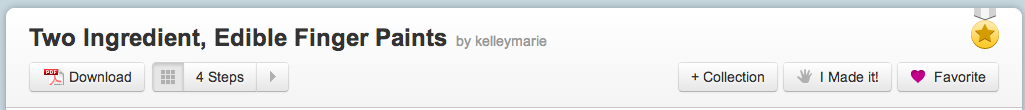 Two Ingredient, Edible Finger Paints by kelleymarie
PDF Download 4 Steps + Collection I Made it! Favorite